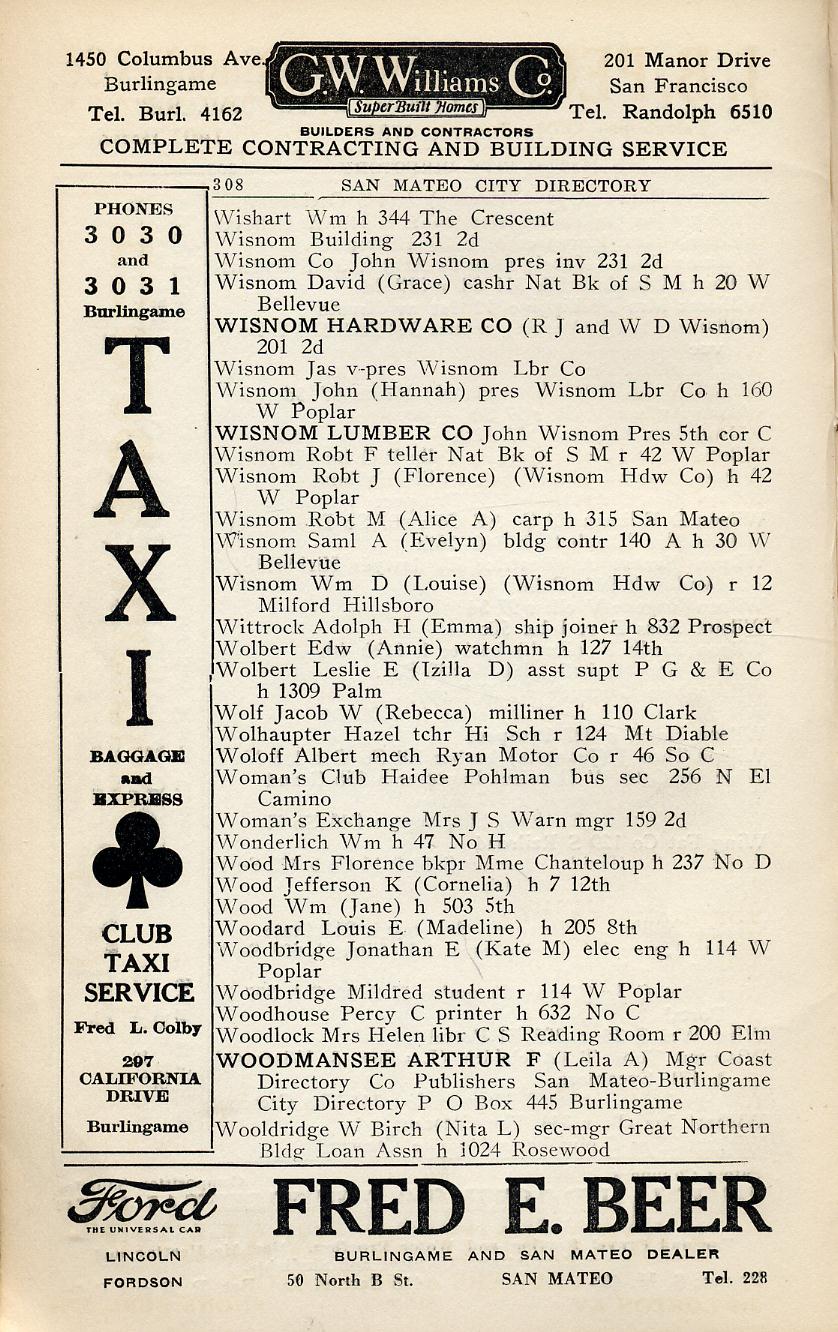 1450 Columbus Ave.
Burlingame
Tel. Burl. 4162
G.W. Williams Co.
SuperBuilt Homes
201 Manor Drive
San Francisco
Tel. Randolph 6510
BUILDERS AND CONTRACTORS
COMPLETE CONTRACTING AND BUILDING SERVICE
308 SAN MATEO CITY DIRECTORY
PHONES
3 0 3 0
and
3 0 3 1
Burlingame
T
A
X
I
BAGGAGE
and
EXPRESS
CLUB
TAXI
SERVICE
Fred L. Colby
297
CALIFORNIA
DRIVE
Burlingame
Wishart Wm h 344 The Crescent
Wisnom Building 231 2d
Wisnom Co John Wisnom pres inv 231 2d
Wisnom David (Grace) cashr Nat Bk of S M h 20 W
Bellevue
WISNOM HARDWARE CO (R J and W D Wisnom)
201 2d
Wisnom Jas v-pres Wisnom Lbr Co
Wisnom John (Hannah) pres Wisnom Lbr Co h 160
W Poplar
WISNOM LUMBER CO John Wisnom Pres 5th cor C
Wisnom Robt F teller Nat Bk of S M r 42 W Poplar
Wisnom Robt J (Florence) (Wisnom Hdw Co) h 42
W Poplar
Wisnom Robt M (Alice A) carp h 315 San Mateo
Wisnom Saml A (Evelyn) bldg contr 140 A h 30 W
Bellevue
Wisnom Wm D (Louise) (Wisnom Hdw Co) r 12
Milford Hillsboro
Wittrock Adolph H (Emma) ship joiner h 832 Prospect
Wolbert Edw (Annie) watchmn h 127 14th
Wolbert Leslie E (Izilla D) asst supt P G & E Co
h 1309 Palm
Wolf Jacob W (Rebecca) milliner h 110 Clark
Wolhaupter Hazel tchr Hi Sch r 124 Mt Diable
Woloff Albert mech Ryan Motor Co r 46 So C
Woman's Club Haidee Pohlman bus sec 256 N El
Camino
Woman's Exchange Mrs J S Warn mgr 159 2d
Wonderlich Wm h 47 No H
Wood Mrs Florence bkpr Mme Chanteloup h 237 No D
Wood Jefferson K (Cornelia) h 7 12th
Wood Wm (Jane) h 503 5th
Woodard Louis E (Madeline) h 205 8th
Woodbridge Jonathan E (Kate M) elec eng h 114 W
Poplar
Woodbridge Mildred student r 114 W Poplar
Woodhouse Percy C printer h 632 No C
Woodlock Mrs Helen libr C S Reading Room r 200 Elm
WOODMANSEE ARTHUR F (Leila A) Mgr Coast
Directory Co Publishers San Mateo-Burlingame
City Directory P O Box 445 Burlingame
Wooldridge W Birch (Nita L) sec-mgr Great Northern
Bldg Loan Assn h 1024 Rosewood
Ford
THE UNIVERSAL CAR
LINCOLN
FORDSON
FRED E. BEER
BURLINGAME AND SAN MATEO DEALER
50 North B St. SAN MATEO Tel. 228